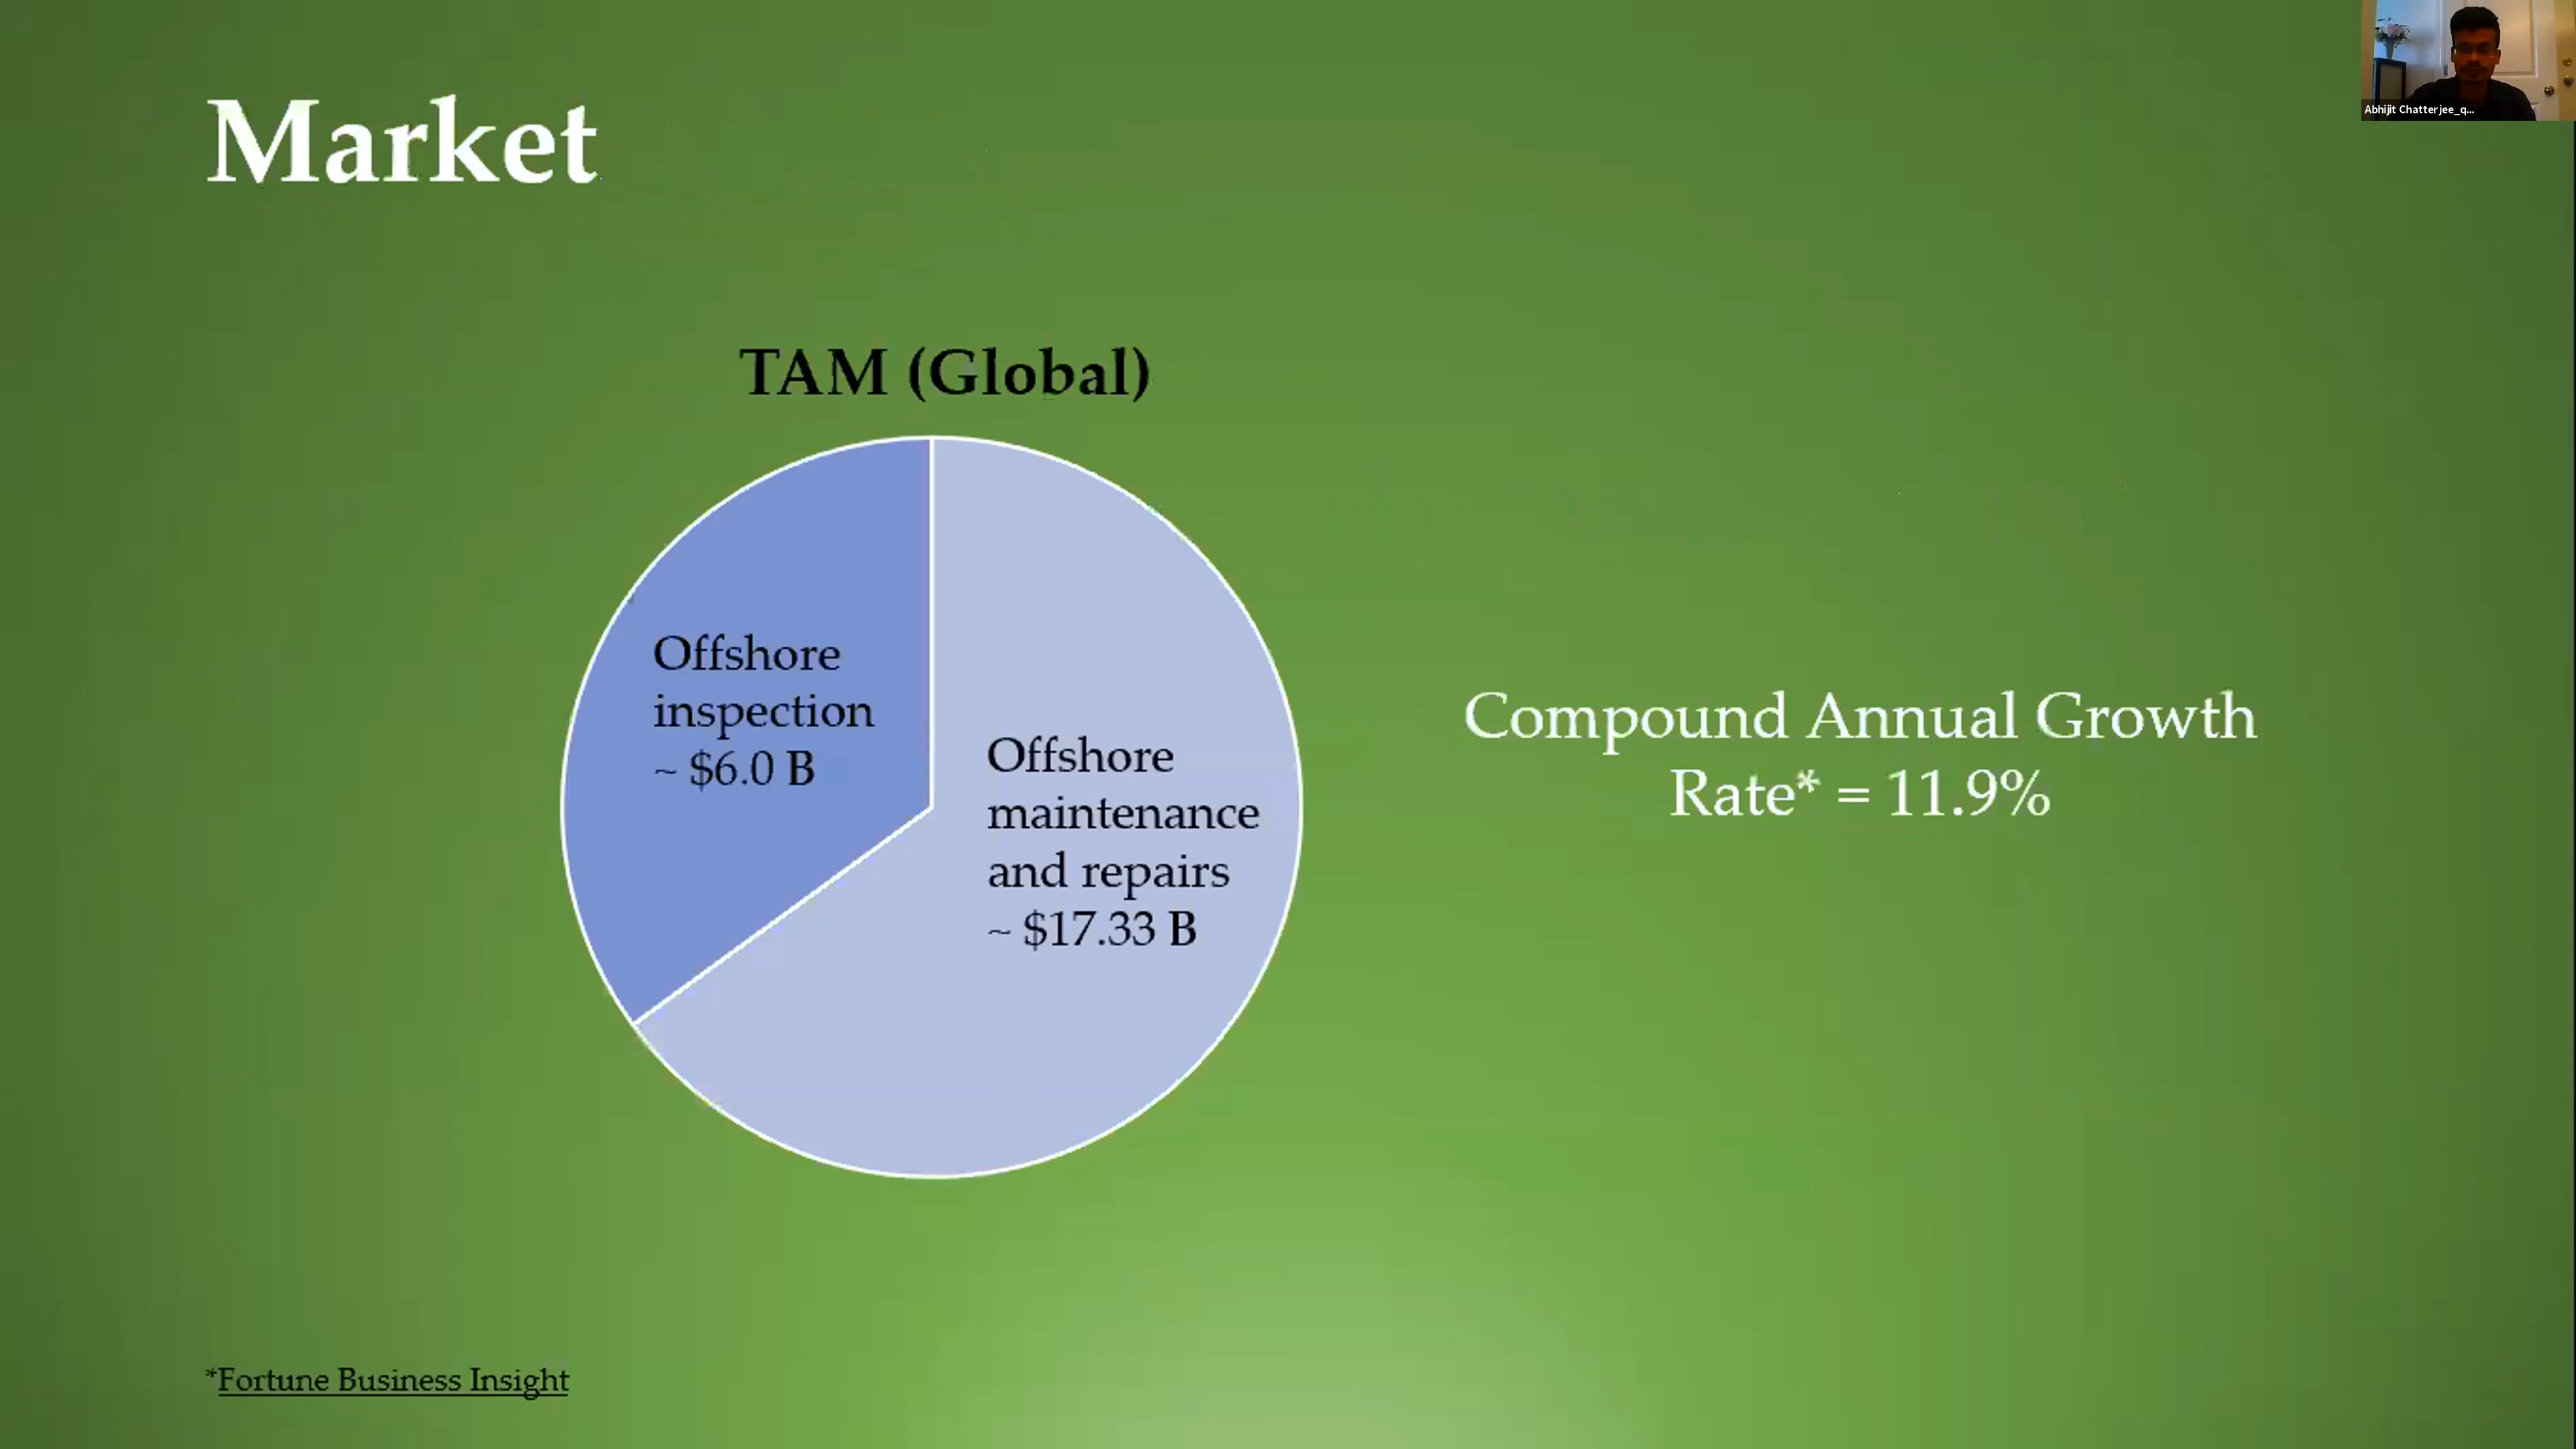 Abhijit Chatterjee_q...
Market
TAM (Global)
Offshore
inspection
~ $6.0 B
Offshore
maintenance
and repairs
~ $17.33 B
Compound Annual Growth
Rate* = 11.9%
*Fortune Business Insight